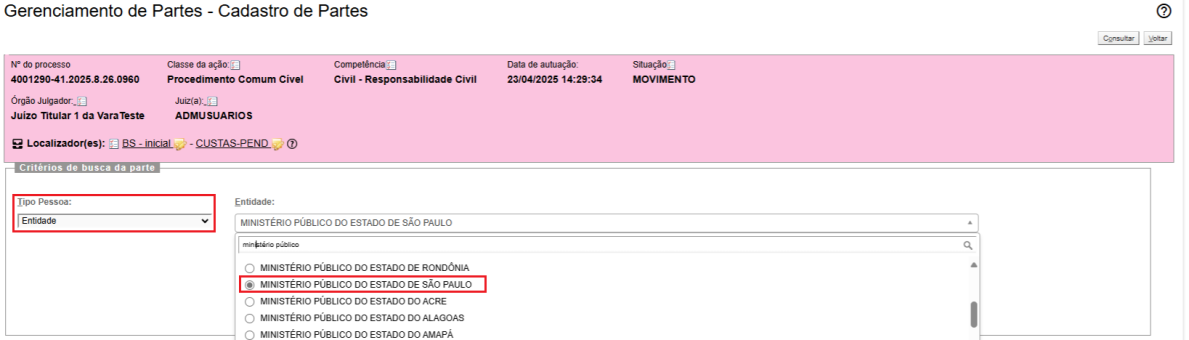 Gerenciamento de Partes - Cadastro de Partes
Consultar Voltar
Nº do processo Classe da ação: Competência Data de autuação: Situação
4001290-41.2025.8.26.0960 Procedimento Comum Cível Civil - Responsabilidade Civil 23/04/2025 14:29:34 MOVIMENTO
Órgão Julgador: Juiz(a):
Juízo Titular 1 da VaraTeste ADMUSUARIOS
Localizador(es): BS - inicial - CUSTAS-PEND
Critérios de busca da parte
Tipo Pessoa: Entidade:
Entidade MINISTÉRIO PÚBLICO DO ESTADO DE SÃO PAULO
ministério público
MINISTÉRIO PÚBLICO DO ESTADO DE RONDÔNIA
MINISTÉRIO PÚBLICO DO ESTADO DE SÃO PAULO
MINISTÉRIO PÚBLICO DO ESTADO DO ACRE
MINISTÉRIO PÚBLICO DO ESTADO DO ALAGOAS
MINISTÉRIO PÚBLICO DO ESTADO DO AMAPÁ